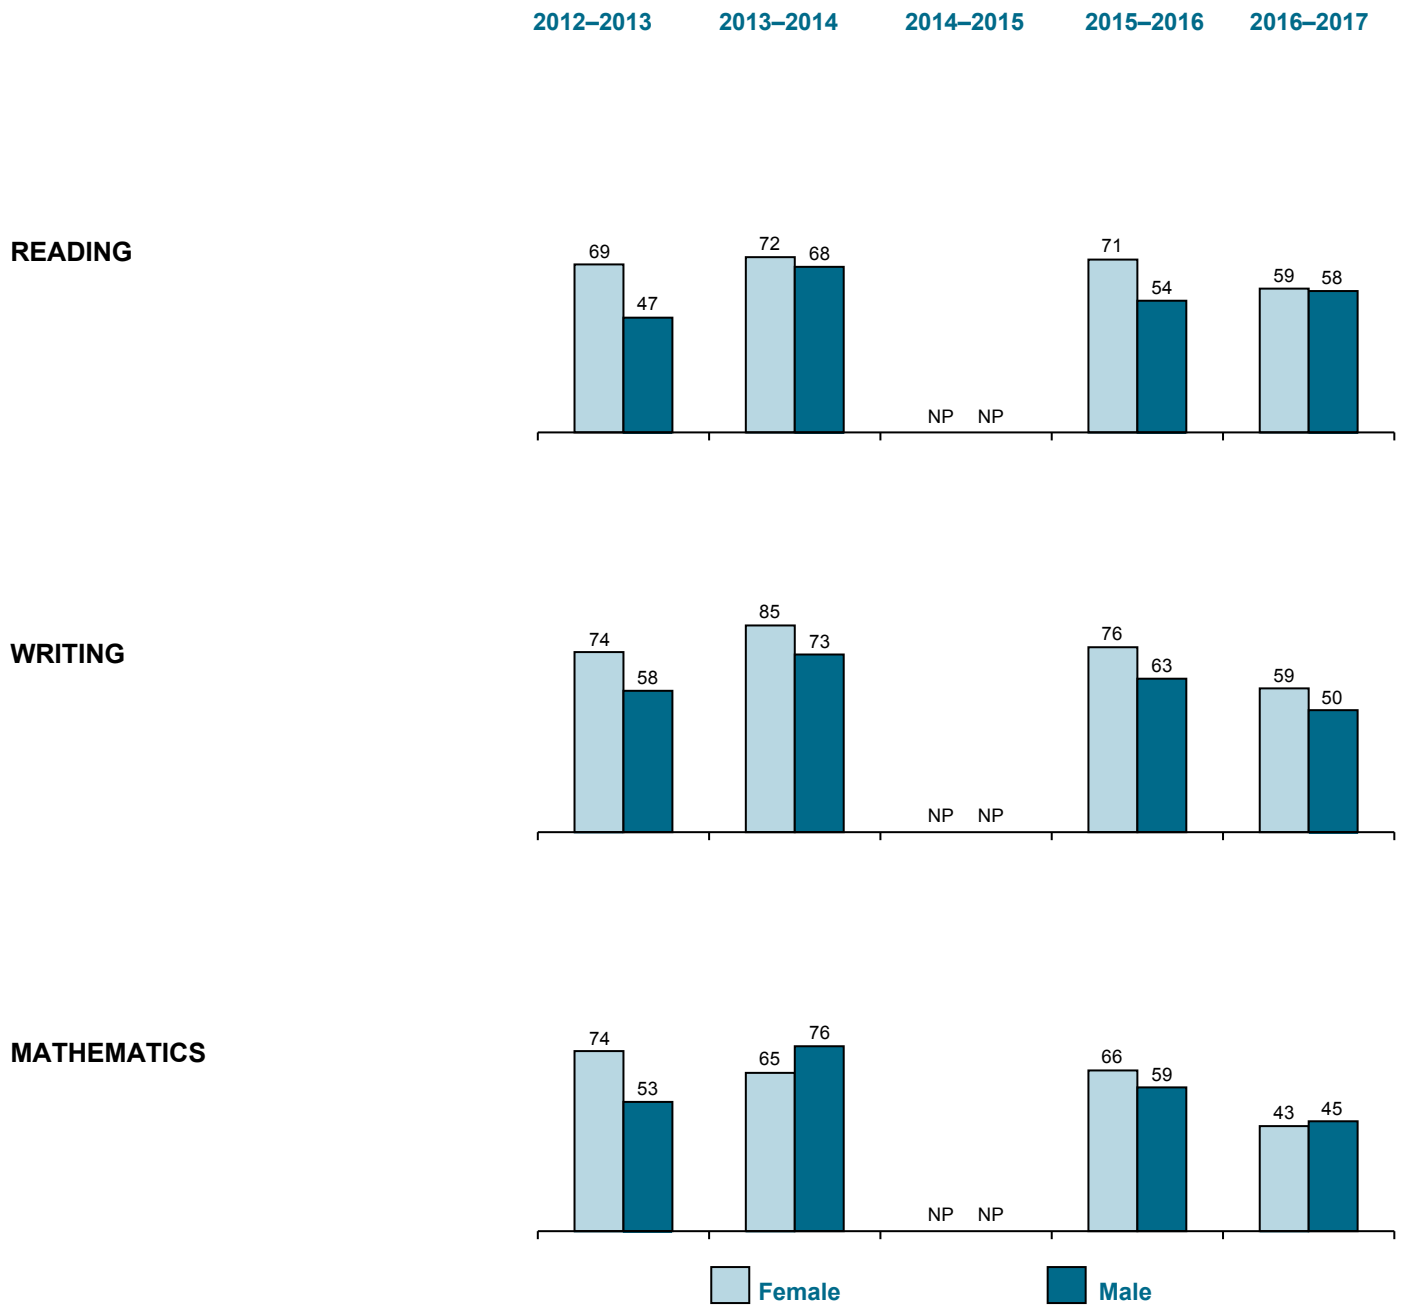 2012–2013 2013–2014 2014–2015 2015–2016 2016–2017
READING
69 47 72 68 NP NP 71 54 59 58
WRITING
74 58 85 73 NP NP 76 63 59 50
MATHEMATICS
74 53 65 76 NP NP 66 59 43 45
Female Male